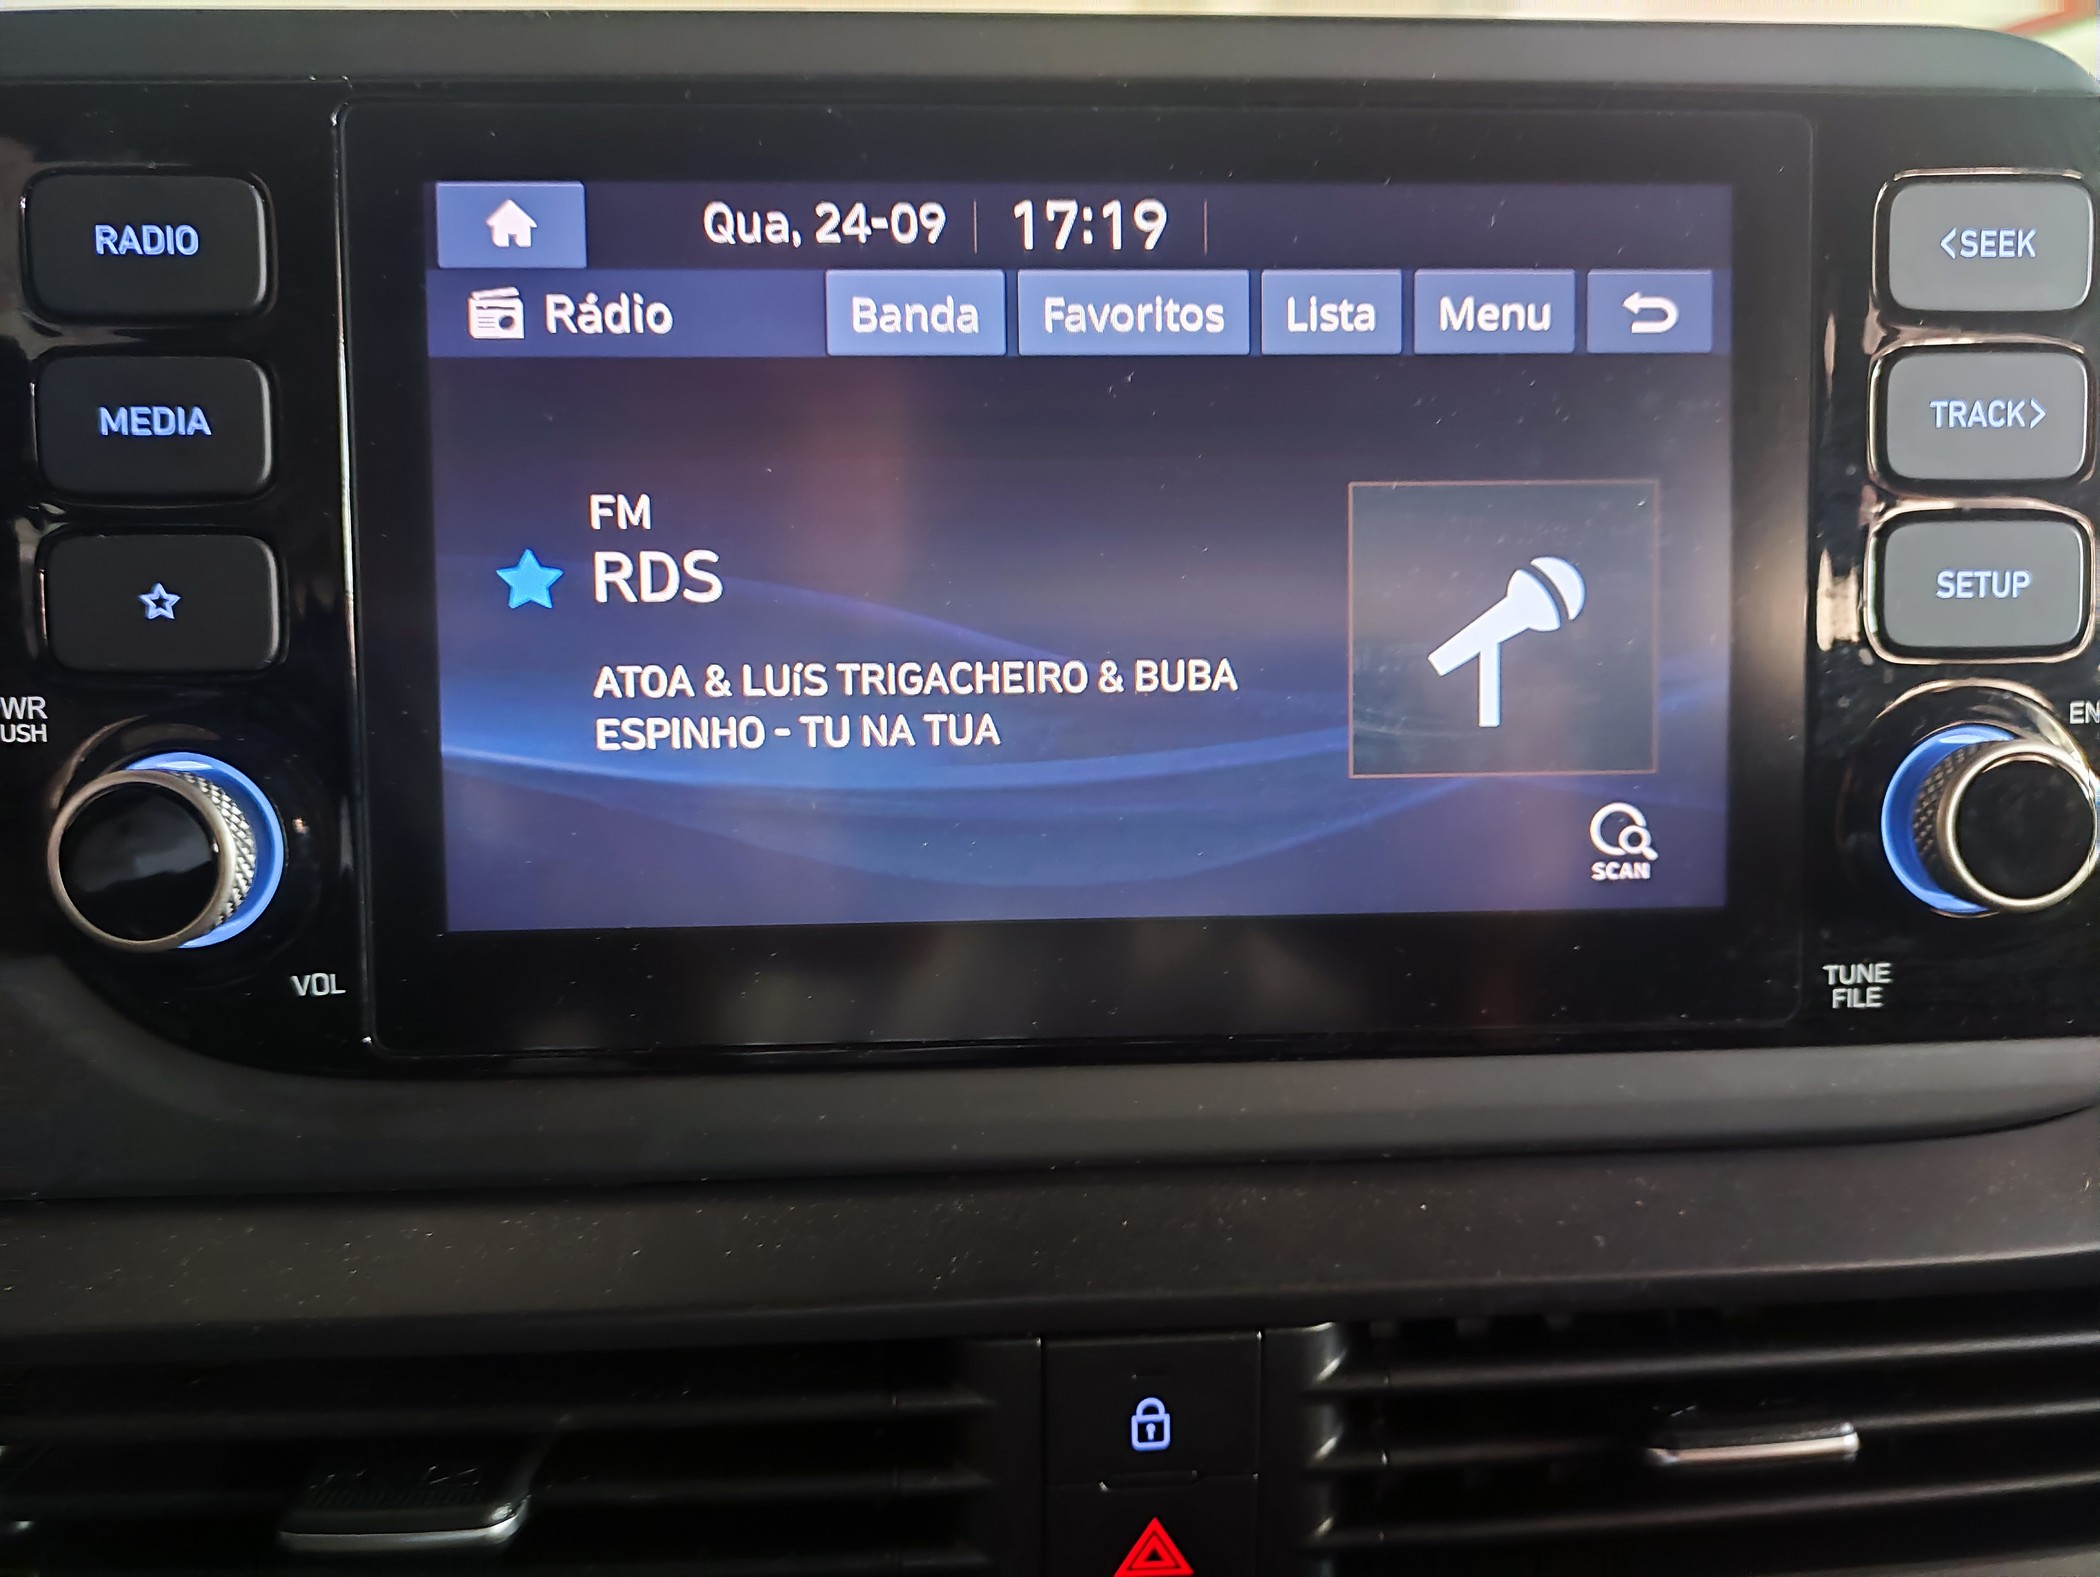 Qua, 24-09 17:19
RADIO
<SEEK
Rádio Banda Favoritos Lista Menu
MEDIA
TRACK>
FM
RDS
SETUP
ATOA & LUíS TRIGACHEIRO & BUBA
ESPINHO - TU NA TUA
WR
USH
EN
SCAN
VOL
TUNE
FILE